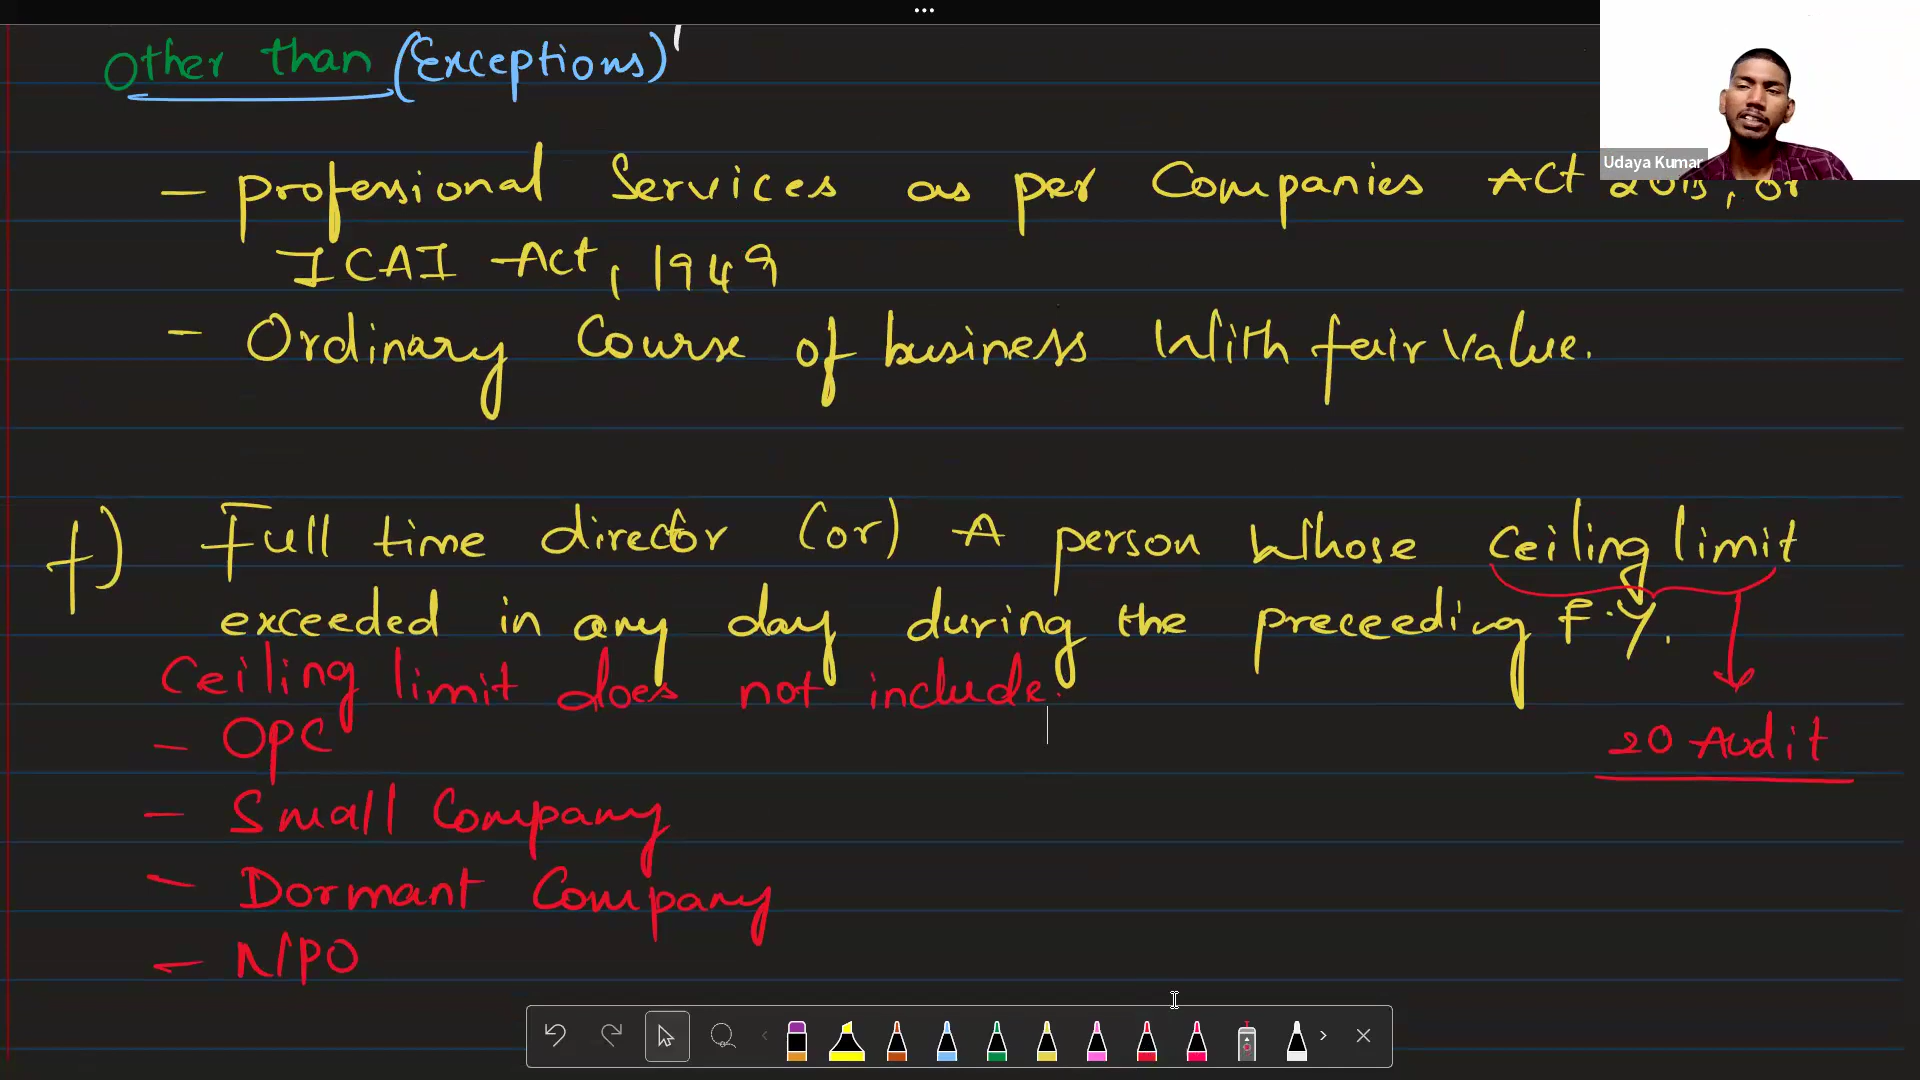 Other than (Exceptions)
Udaya Kumar
- professional Services as per Companies Act 2013, or
ICAI Act, 1949
- Ordinary Course of business With fair Value.
f) Full time director (or) A person Whose Ceiling limit
exceeded in any day during the preceeding F.Y.
Ceiling limit does not include.
- OPC
20 Audit
- Small Company
- Dormant Company
- NPO